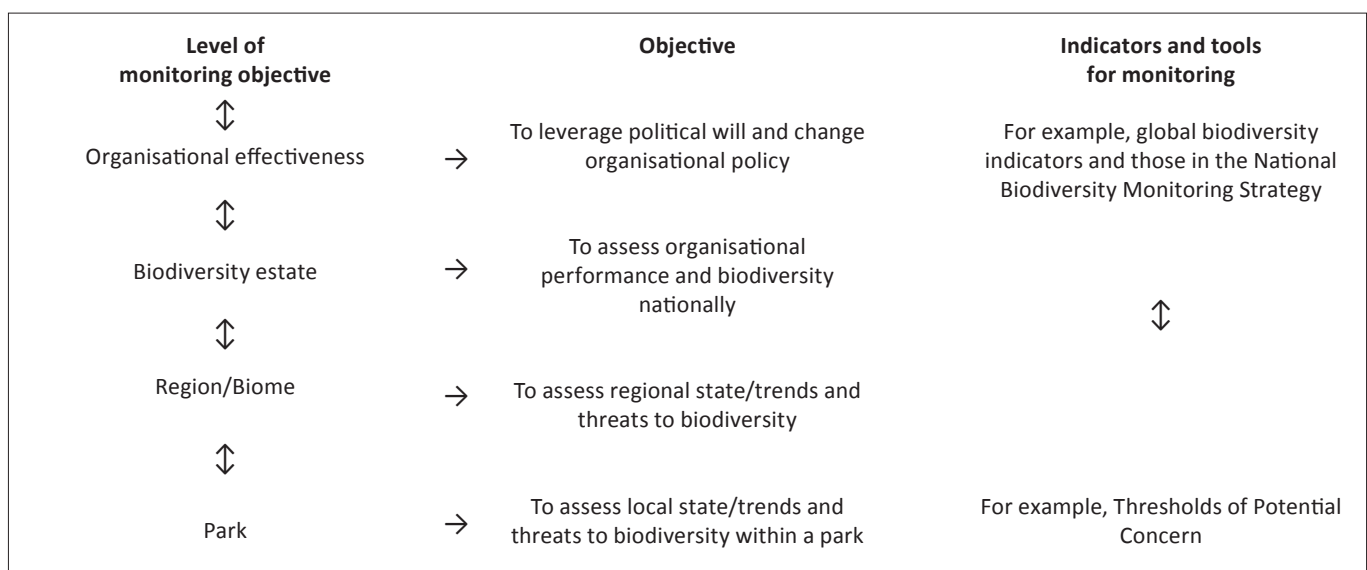 Level of
monitoring objective
Objective
Indicators and tools
for monitoring
Organisational effectiveness
To leverage political will and change
organisational policy
For example, global biodiversity
indicators and those in the National
Biodiversity Monitoring Strategy
Biodiversity estate
To assess organisational
performance and biodiversity
nationally
Region/Biome
To assess regional state/trends and
threats to biodiversity
Park
To assess local state/trends and
threats to biodiversity within a park
For example, Thresholds of Potential
Concern